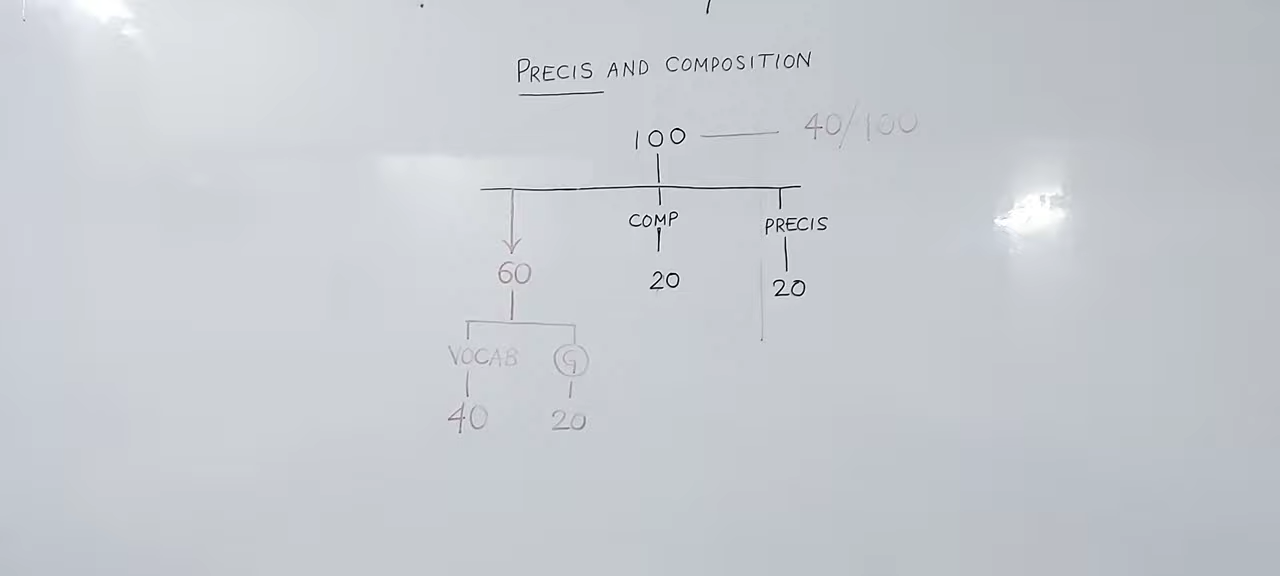 PRECIS AND COMPOSITION
100 40/100
COMP PRECIS
60 20 20
VOCAB G
40 20